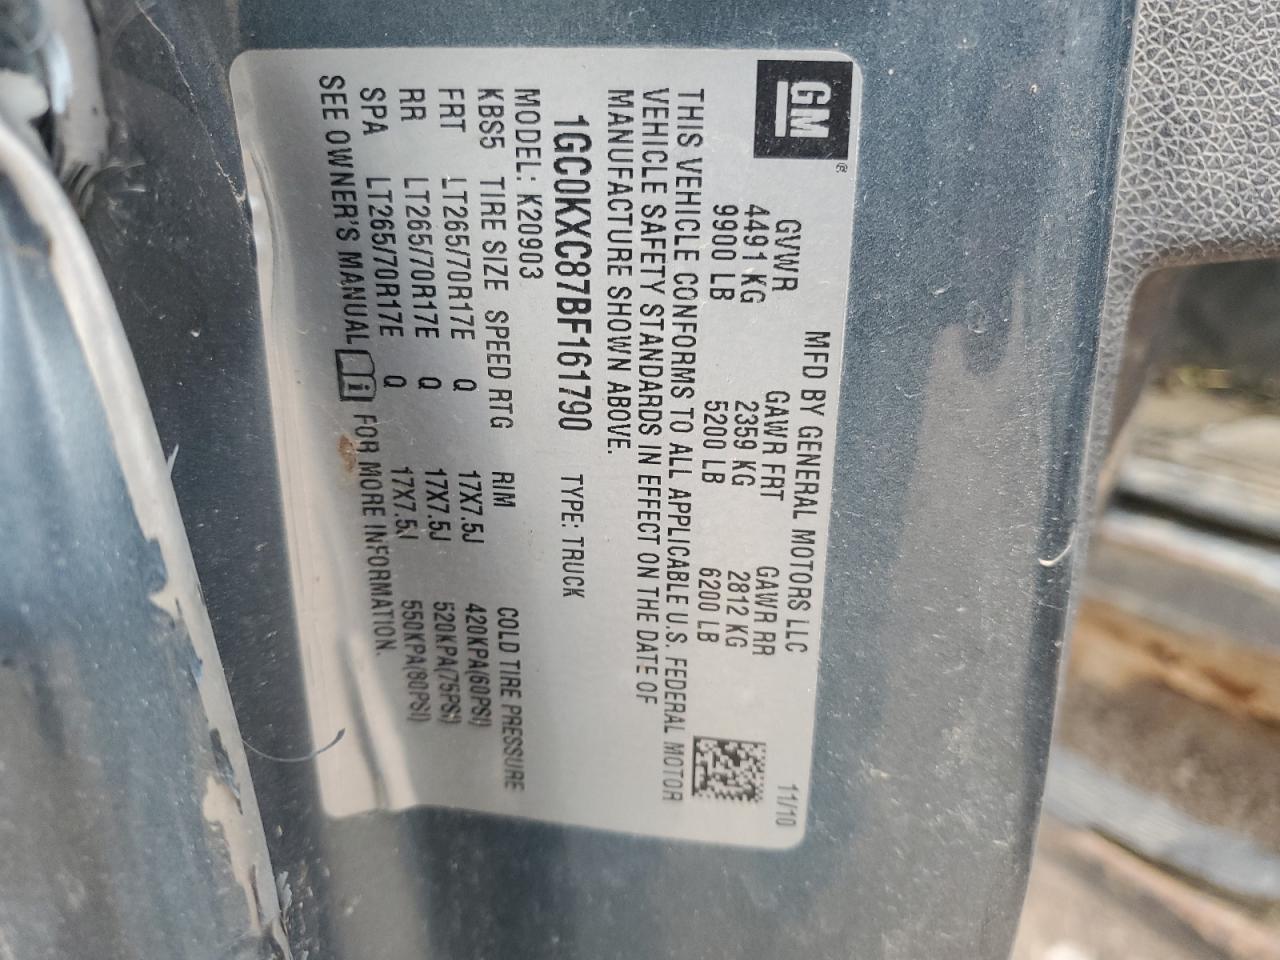 GM®
MFD BY GENERAL MOTORS LLC 11/10
GVWR GAWR FRT GAWR RR
4491 KG 2359 KG 2812 KG
9900 LB 5200 LB 6200 LB
THIS VEHICLE CONFORMS TO ALL APPLICABLE U.S. FEDERAL MOTOR
VEHICLE SAFETY STANDARDS IN EFFECT ON THE DATE OF
MANUFACTURE SHOWN ABOVE.
1GC0KXC87BF161790 TYPE: TRUCK
MODEL: K20903
KBS5 TIRE SIZE SPEED RTG RIM COLD TIRE PRESSURE
FRT LT265/70R17E Q 17X7.5J 420KPA(60PSI)
RR LT265/70R17E Q 17X7.5J 520KPA(75PSI)
SPA LT265/70R17E Q 17X7.5J 550KPA(80PSI)
SEE OWNER'S MANUAL i FOR MORE INFORMATION.